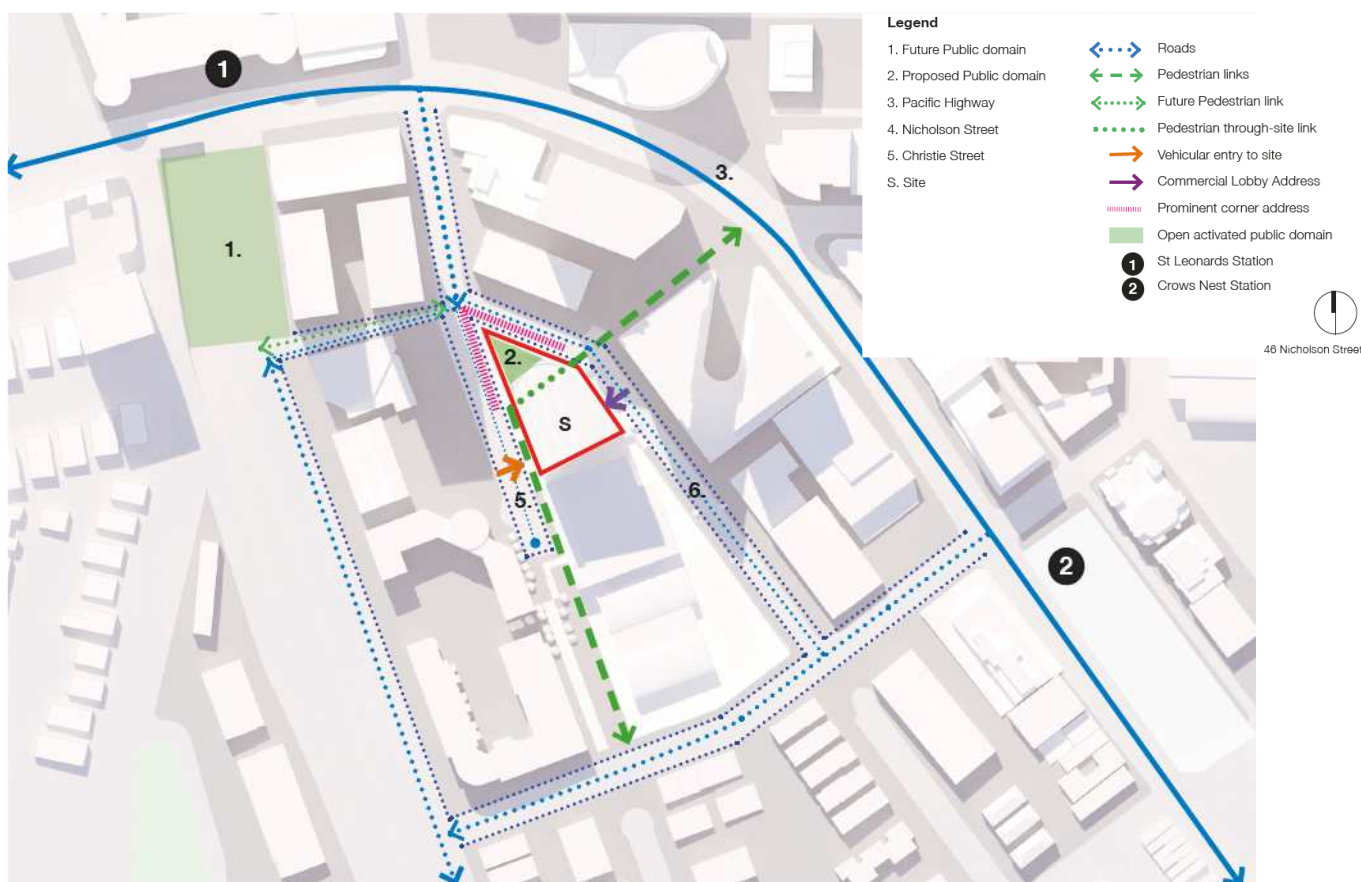 Legend
1. Future Public domain
2. Proposed Public domain
3. Pacific Highway
4. Nicholson Street
5. Christie Street
S. Site
Roads
Pedestrian links
Future Pedestrian link
Pedestrian through-site link
Vehicular entry to site
Commercial Lobby Address
Prominent corner address
Open activated public domain
1 St Leonards Station
2 Crows Nest Station
46 Nicholson Street
1
3.
1.
2.
S
6.
5.
2